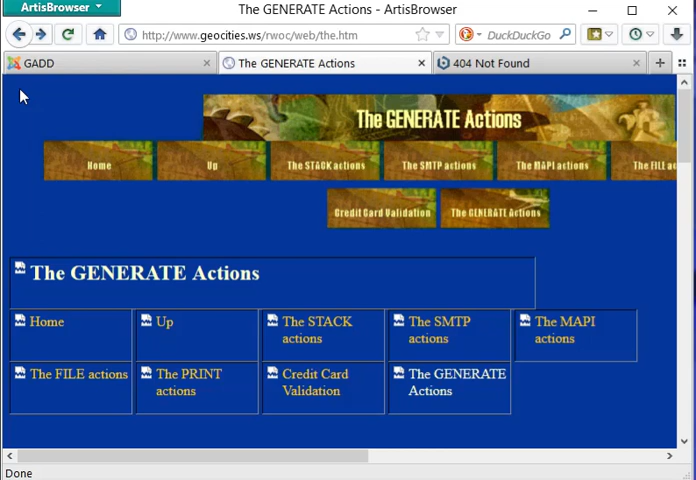 ArtisBrowser
The GENERATE Actions - ArtisBrowser
http://www.geocities.ws/rwoc/web/the.htm
DuckDuckGo
GADD
The GENERATE Actions
404 Not Found
The GENERATE Actions
Home
Up
The STACK actions
The SMTP actions
The MAPI actions
The FILE ac
Credit Card Validation
The GENERATE Actions
The GENERATE Actions
Home
Up
The STACK
actions
The SMTP
actions
The MAPI
actions
The FILE actions
The PRINT
actions
Credit Card
Validation
The GENERATE
Actions
Done